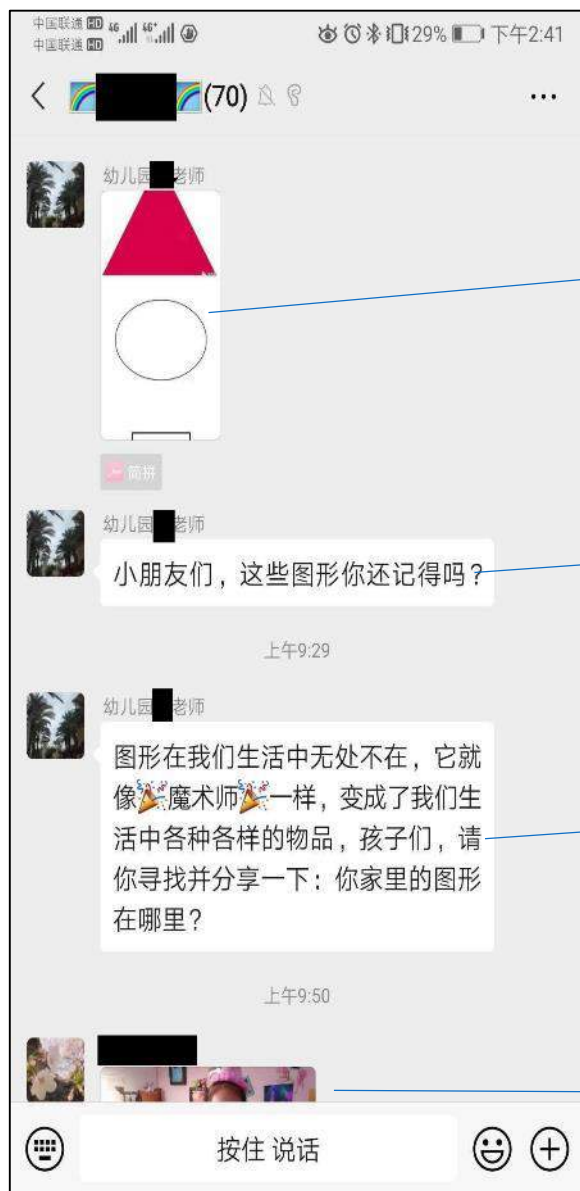 中国联通 HD 4G 4G+ 29% 下午2:41
中国联通 HD
(70)
幼儿园 老师
简拼
幼儿园 老师
小朋友们，这些图形你还记得吗？
上午9:29
幼儿园 老师
图形在我们生活中无处不在，它就
像🎉魔术师🎉一样，变成了我们生
活中各种各样的物品，孩子们，请
你寻找并分享一下：你家里的图形
在哪里？
上午9:50
按住 说话